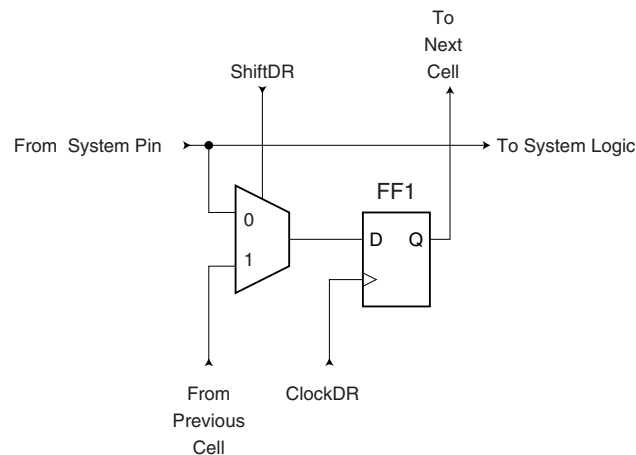 To
Next
Cell
ShiftDR
From System Pin
To System Logic
FF1
0
D Q
1
From
Previous
Cell
ClockDR